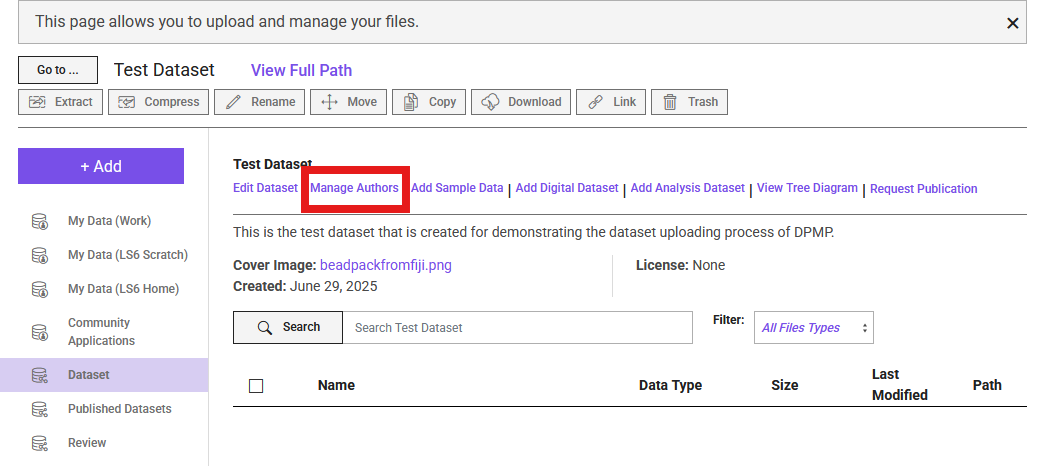 This page allows you to upload and manage your files.
Go to ... Test Dataset View Full Path
Extract Compress Rename Move Copy Download Link Trash
+ Add
My Data (Work)
My Data (LS6 Scratch)
My Data (LS6 Home)
Community
Applications
Dataset
Published Datasets
Review
Test Dataset
Edit Dataset Manage Authors Add Sample Data | Add Digital Dataset | Add Analysis Dataset | View Tree Diagram | Request Publication
This is the test dataset that is created for demonstrating the dataset uploading process of DPMP.
Cover Image: beadpackfromfiji.png License: None
Created: June 29, 2025
Search Search Test Dataset Filter: All Files Types
Name Data Type Size Last Modified Path